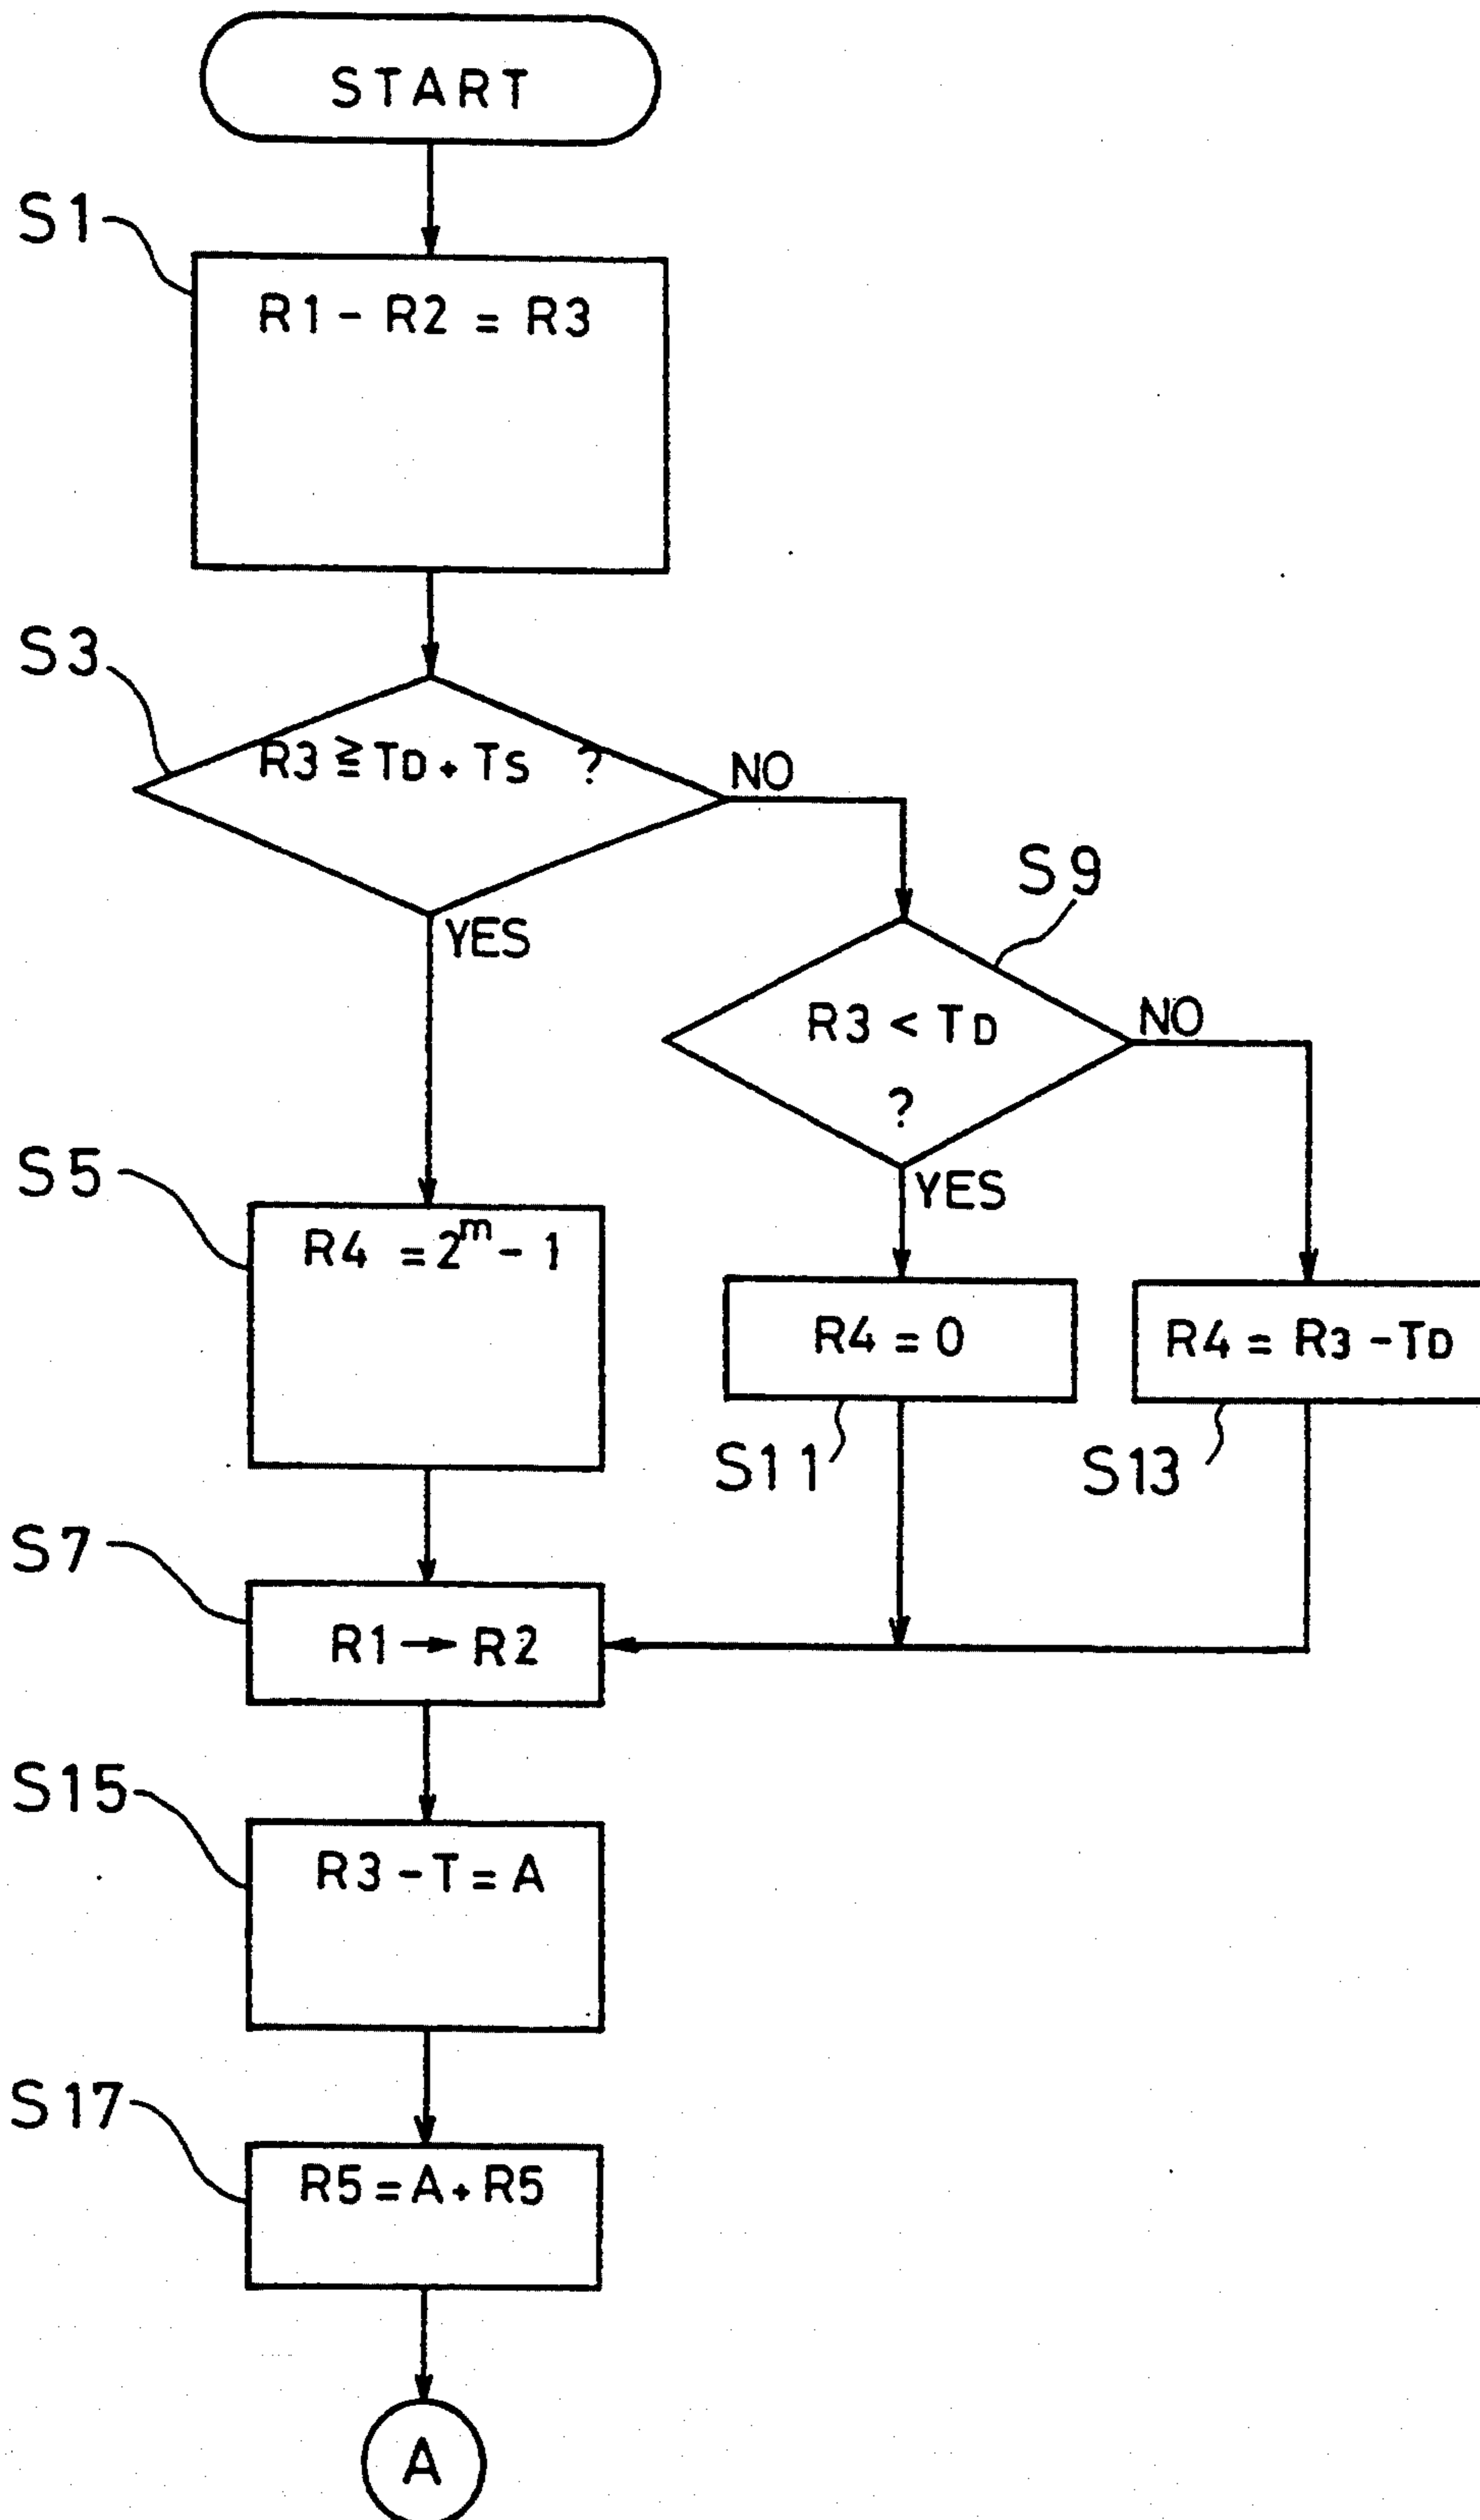 START
S1
R1 - R2 = R3
S3
R3 ≧ TD + TS ?
NO
YES
S9
R3 < TD
?
NO
YES
S5
R4 = 2^m - 1
R4 = 0
R4 = R3 - TD
S11
S13
S7
R1 → R2
S15
R3 - T = A
S17
R5 = A + R5
A